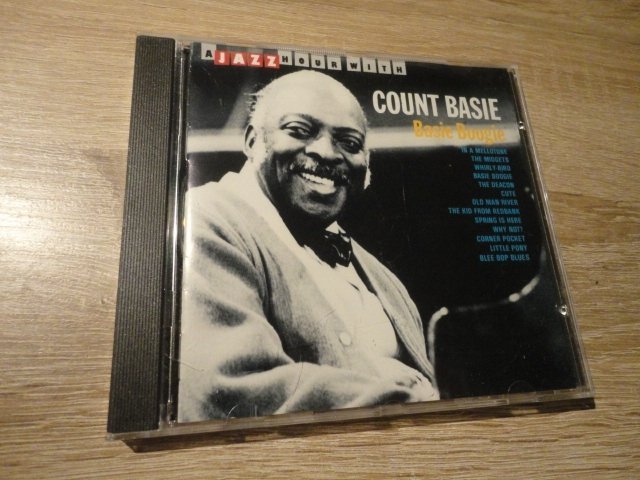 A JAZZ HOUR WITH
COUNT BASIE
Basie Boogie
IN A MELLOTONE
THE MIDGETS
WHIRLY-BIRD
BASIE BOOGIE
THE DEACON
CUTE
OLD MAN RIVER
THE KID FROM REDBANK
SPRING IS HERE
WHY NOT?
CORNER POCKET
LITTLE PONY
BLEE BOP BLUES